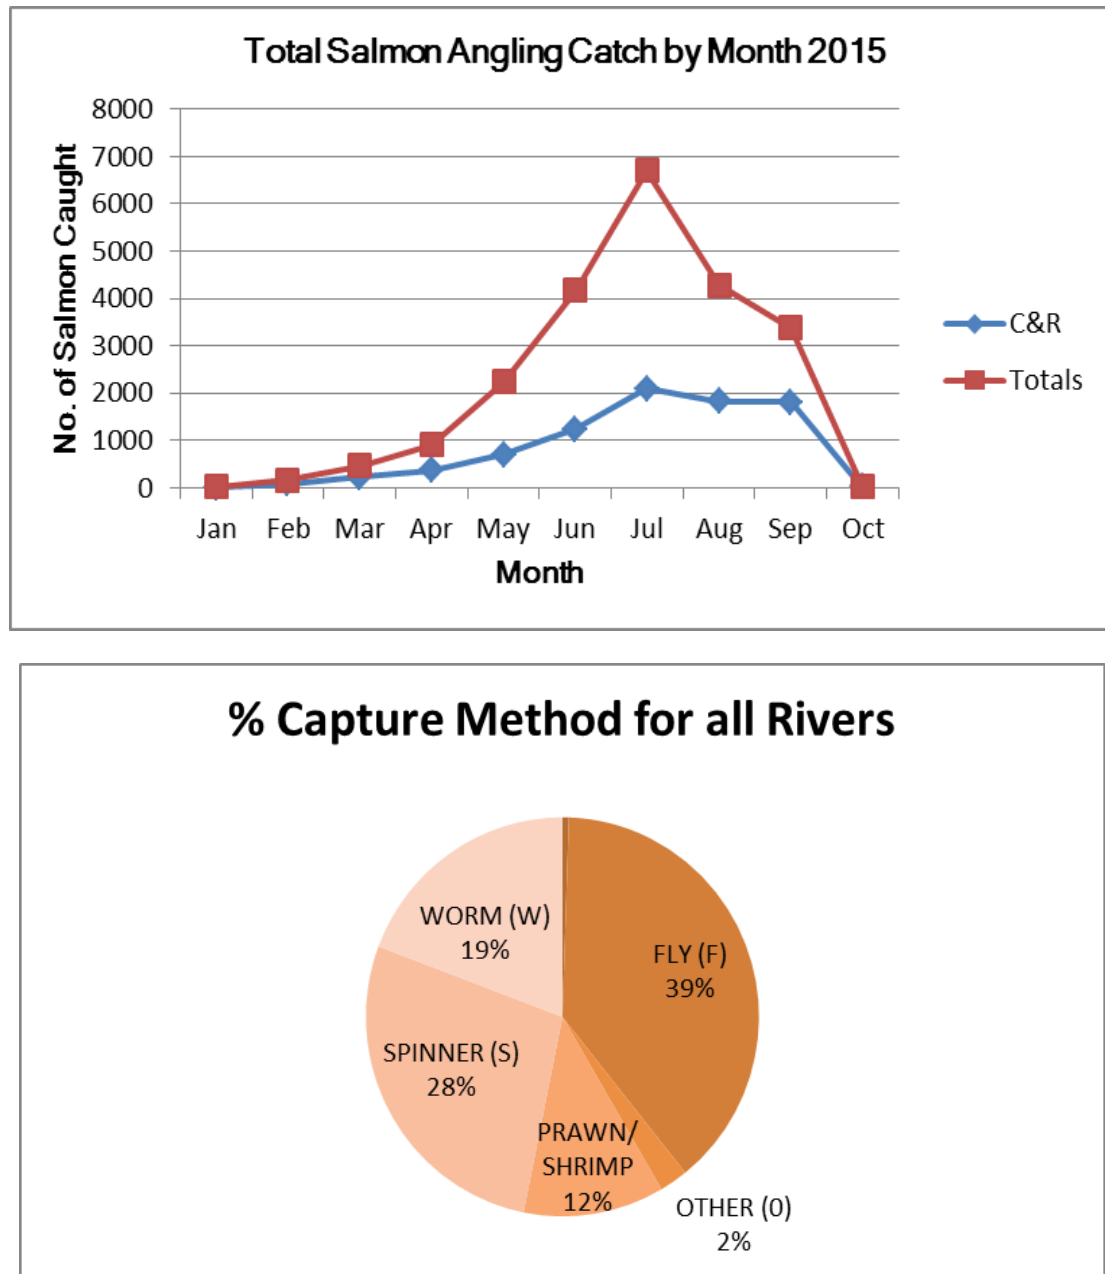 Total Salmon Angling Catch by Month 2015
No. of Salmon Caught
8000
7000
6000
5000
4000
3000
2000
1000
0
Jan Feb Mar Apr May Jun Jul Aug Sep Oct
Month
C&R
Totals
% Capture Method for all Rivers
WORM (W)
19%
FLY (F)
39%
SPINNER (S)
28%
PRAWN/
SHRIMP
12%
OTHER (0)
2%